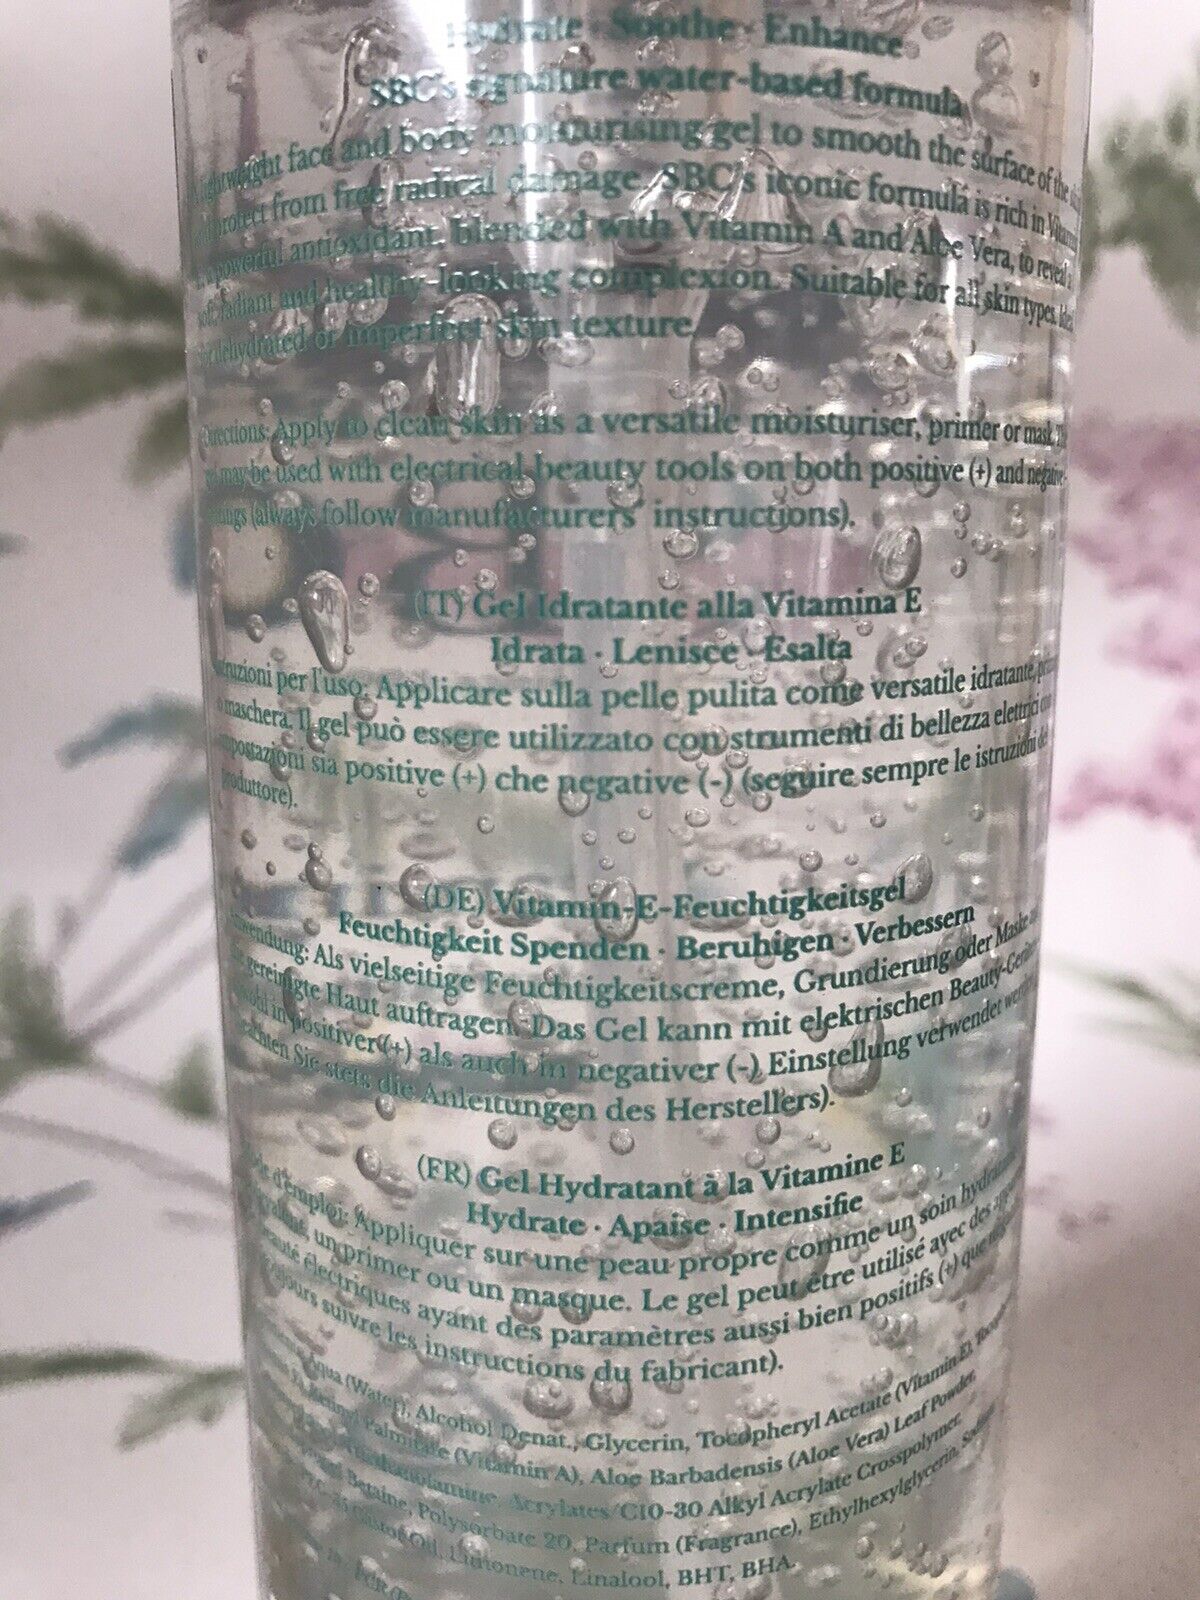 Hydrate · Soothe · Enhance
SBC's signature water-based formula
Lightweight face and body moisturising gel to smooth the surface of the
protect from free radical damage. SBC's iconic formula is rich in
powerful antioxidant, blended with Vitamin A and Aloe Vera, to reveal a
radiant and healthy-looking complexion. Suitable for all skin types.
dehydrated or imperfect skin texture.
Directions: Apply to clean skin as a versatile moisturiser, primer or mask.
may be used with electrical beauty tools on both positive (+) and negative
(always follow manufacturers' instructions).
(IT) Gel Idratante alla Vitamina E
Idrata · Lenisce · Esalta
per l'uso: Applicare sulla pelle pulita come versatile idratante,
maschera. Il gel può essere utilizzato con strumenti di bellezza elettrici
sia positive (+) che negative (-) (seguire sempre le istruzioni
produttore).
(DE) Vitamin-E-Feuchtigkeitsgel
Feuchtigkeit Spenden · Beruhigen · Verbessern
Als vielseitige Feuchtigkeitscreme, Grundierung oder Maske
gereinigte Haut auftragen. Das Gel kann mit elektrischen
in positiver (+) als auch in negativer (-) Einstellung verwendet
Sie stets die Anleitungen des Herstellers).
(FR) Gel Hydratant à la Vitamine E
Hydrate · Apaise · Intensifie
d'emploi: Appliquer sur une peau propre comme un soin
un primer ou un masque. Le gel peut être utilisé avec des
électriques ayant des paramètres aussi bien positifs (+) que
suivre les instructions du fabricant).
Aqua (Water), Alcohol Denat., Glycerin, Tocopheryl Acetate (Vitamin E),
Retinyl Palmitate (Vitamin A), Aloe Barbadensis (Aloe Vera) Leaf Powder,
Acrylates/C10-30 Alkyl Acrylate Crosspolymer,
Betaine, Polysorbate 20, Parfum (Fragrance), Ethylhexylglycerin,
Castor Oil, Limonene, Linalool, BHT, BHA.